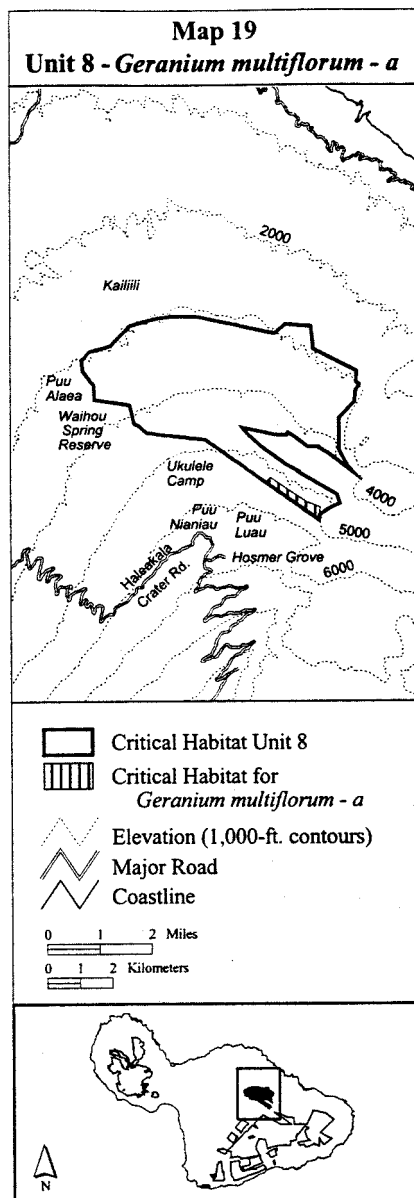 Map 19
Unit 8 - Geranium multiflorum - a
2000
Kailiili
Puu
Alaea
Waihou
Spring
Reserve
Ukulele
Camp
4000
Puu
Nianiau
Puu
Luau
5000
Hosmer Grove
6000
Haleakala
Crater Rd.
Critical Habitat Unit 8
Critical Habitat for
Geranium multiflorum - a
Elevation (1,000-ft. contours)
Major Road
Coastline
0 1 2 Miles
0 1 2 Kilometers
N